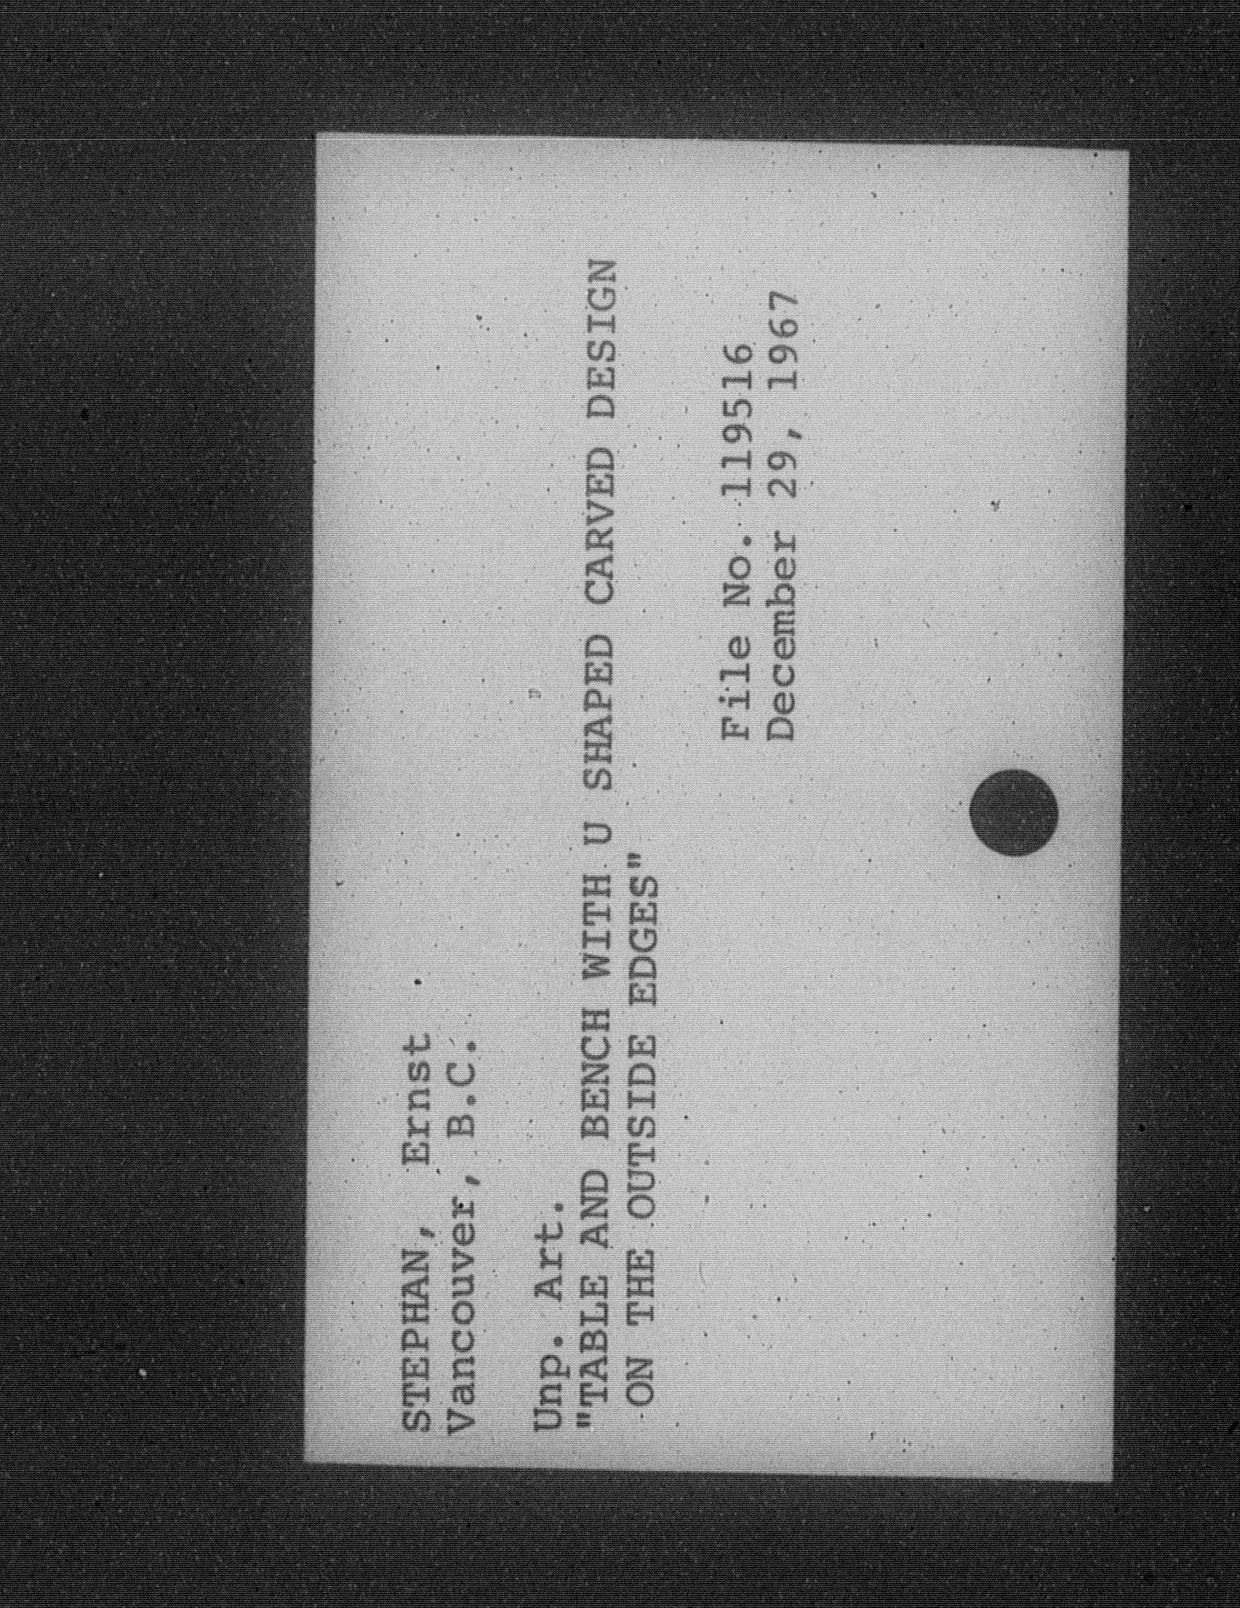 STEPHAN, Ernst
Vancouver, B.C.
Unp. Art.
"TABLE AND BENCH WITH U SHAPED CARVED DESIGN
ON THE OUTSIDE EDGES"
File No. 119516
December 29, 1967